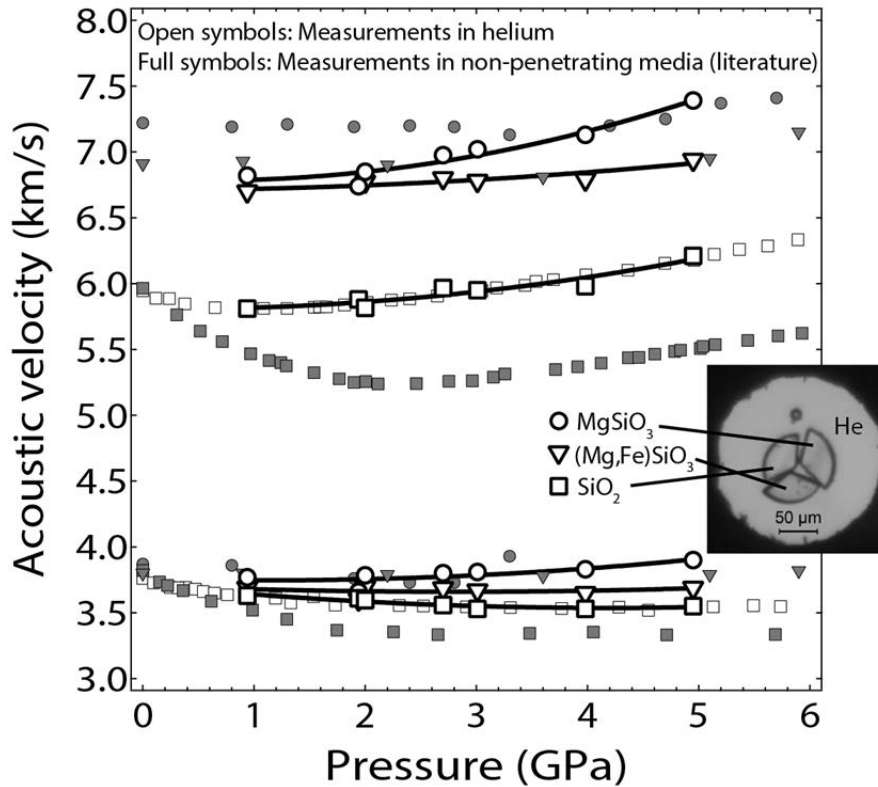 Open symbols: Measurements in helium
Full symbols: Measurements in non-penetrating media (literature)
8.0
7.5
7.0
6.5
6.0
5.5
5.0
4.5
4.0
3.5
3.0
Acoustic velocity (km/s)
MgSiO₃
(Mg,Fe)SiO₃
SiO₂
He
50 µm
0 1 2 3 4 5 6
Pressure (GPa)